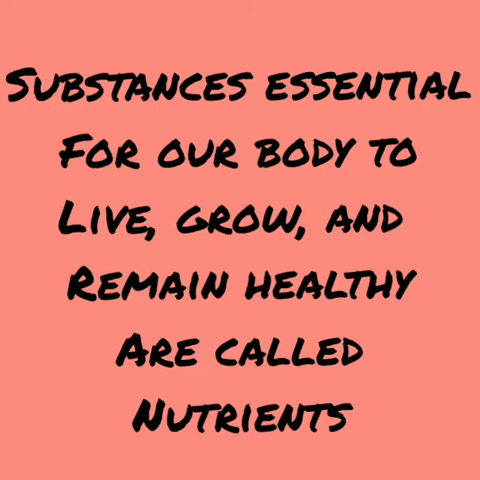 Substances essential
For our body to
Live, grow, and
Remain healthy
Are called
Nutrients